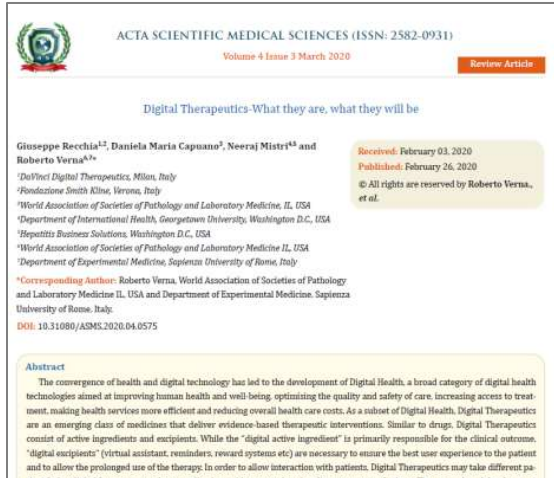 ACTA SCIENTIFIC MEDICAL SCIENCES (ISSN: 2582-0931)
Volume 4 Issue 3 March 2020
Review Article
Digital Therapeutics-What they are, what they will be
Giuseppe Recchia1,2, Daniela Maria Capuano3, Neeraj Mistri4,5 and
Roberto Verna6,7*
1DaVinci Digital Therapeutics, Milan, Italy
2Fondazione Smith Kline, Verona, Italy
3World Association of Societies of Pathology and Laboratory Medicine, IL, USA
4Department of International Health, Georgetown University, Washington D.C., USA
5Hepatitis Business Solutions, Washington D.C., USA
6World Association of Societies of Pathology and Laboratory Medicine IL, USA
7Department of Experimental Medicine, Sapienza University of Rome, Italy
*Corresponding Author: Roberto Verna, World Association of Societies of Pathology
and Laboratory Medicine IL, USA and Department of Experimental Medicine. Sapienza
University of Rome, Italy.
DOI: 10.31080/ASMS.2020.04.0575
Received: February 03, 2020
Published: February 26, 2020
© All rights are reserved by Roberto Verna.,
et al.
Abstract
The convergence of health and digital technology has led to the development of Digital Health, a broad category of digital health
technologies aimed at improving human health and well-being, optimizing the quality and safety of care, increasing access to treat-
ment, making health services more efficient and reducing overall health care costs. As a subset of Digital Health, Digital Therapeutics
are an emerging class of medicines that deliver evidence-based therapeutic interventions. Similar to drugs, Digital Therapeutics
consist of active ingredients and excipients. While the "digital active ingredient" is primarily responsible for the clinical outcome,
"digital excipients" (virtual assistant, reminders, reward systems etc) are necessary to ensure the best user experience to the patient
and to allow the prolonged use of the therapy. In order to allow interaction with patients, Digital Therapeutics may take different pa-